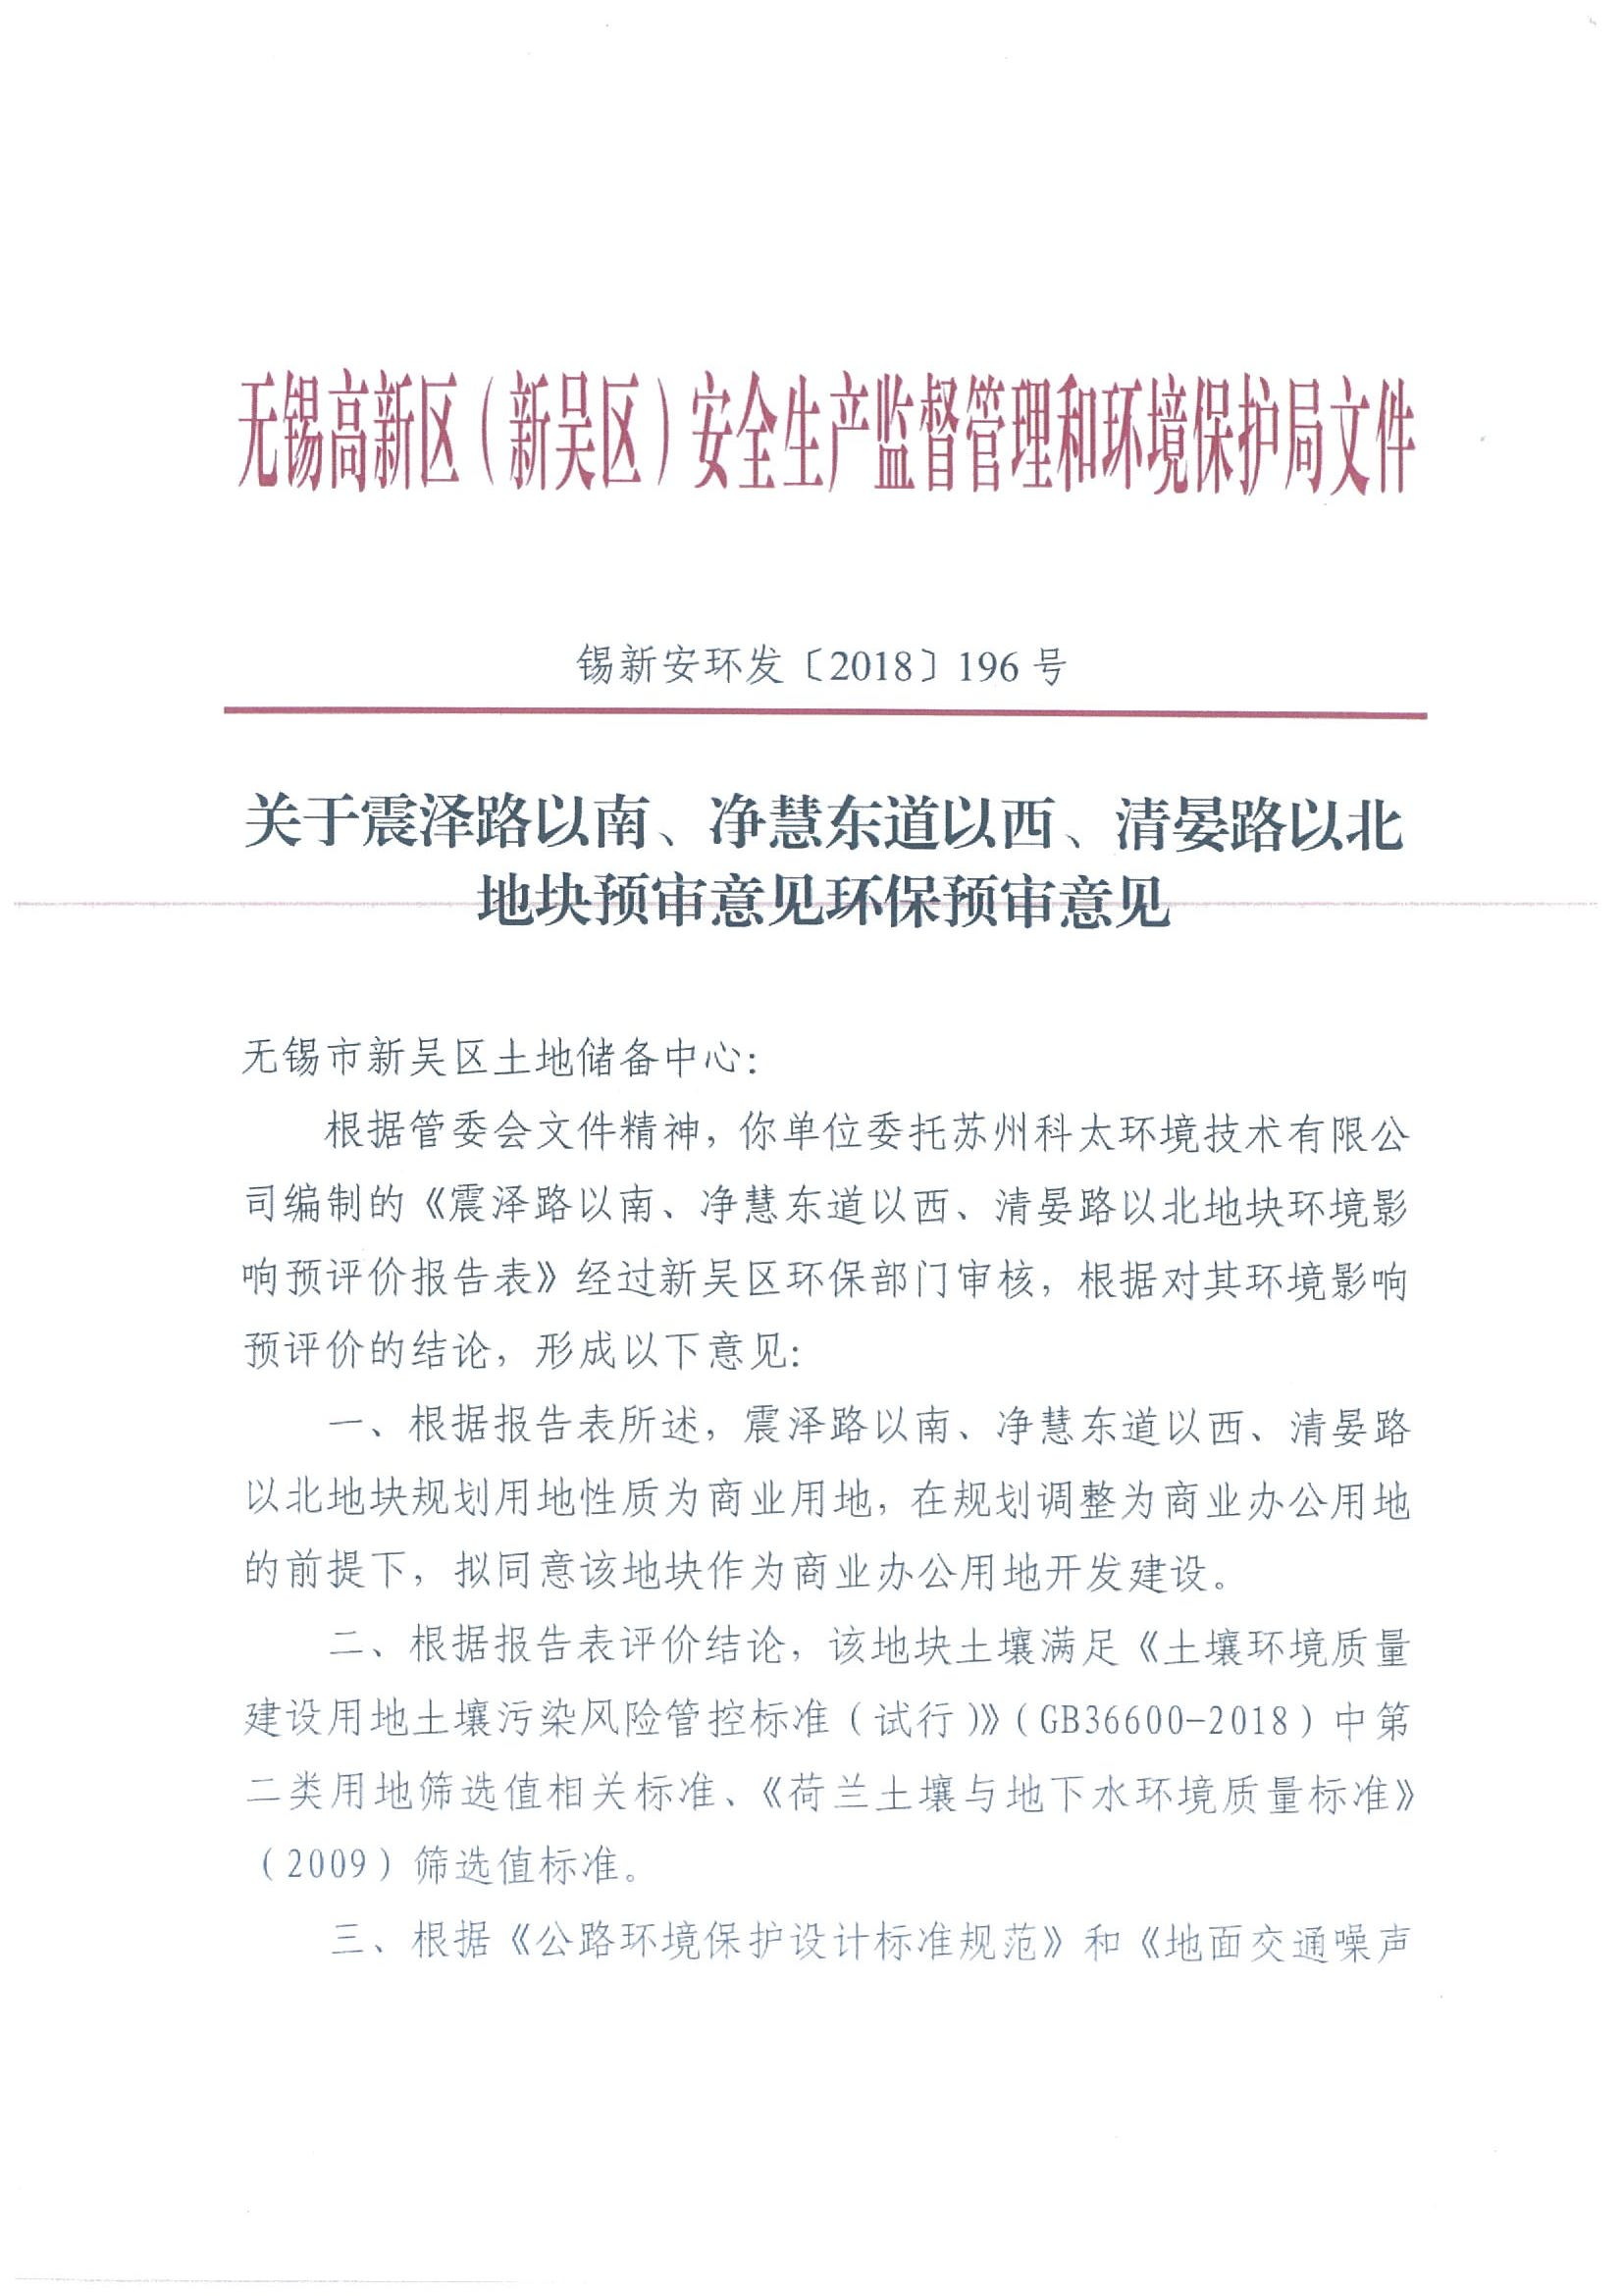 无锡高新区（新吴区）安全生产监督管理和环境保护局文件
锡新安环发〔2018〕196号
关于震泽路以南、净慧东道以西、清晏路以北
地块预审意见环保预审意见
无锡市新吴区土地储备中心：
根据管委会文件精神，你单位委托苏州科太环境技术有限公
司编制的《震泽路以南、净慧东道以西、清晏路以北地块环境影
响预评价报告表》经过新吴区环保部门审核，根据对其环境影响
预评价的结论，形成以下意见：
一、根据报告表所述，震泽路以南、净慧东道以西、清晏路
以北地块规划用地性质为商业用地，在规划调整为商业办公用地
的前提下，拟同意该地块作为商业办公用地开发建设。
二、根据报告表评价结论，该地块土壤满足《土壤环境质量
建设用地土壤污染风险管控标准（试行）》（GB36600-2018）中第
二类用地筛选值相关标准、《荷兰土壤与地下水环境质量标准》
（2009）筛选值标准。
三、根据《公路环境保护设计标准规范》和《地面交通噪声